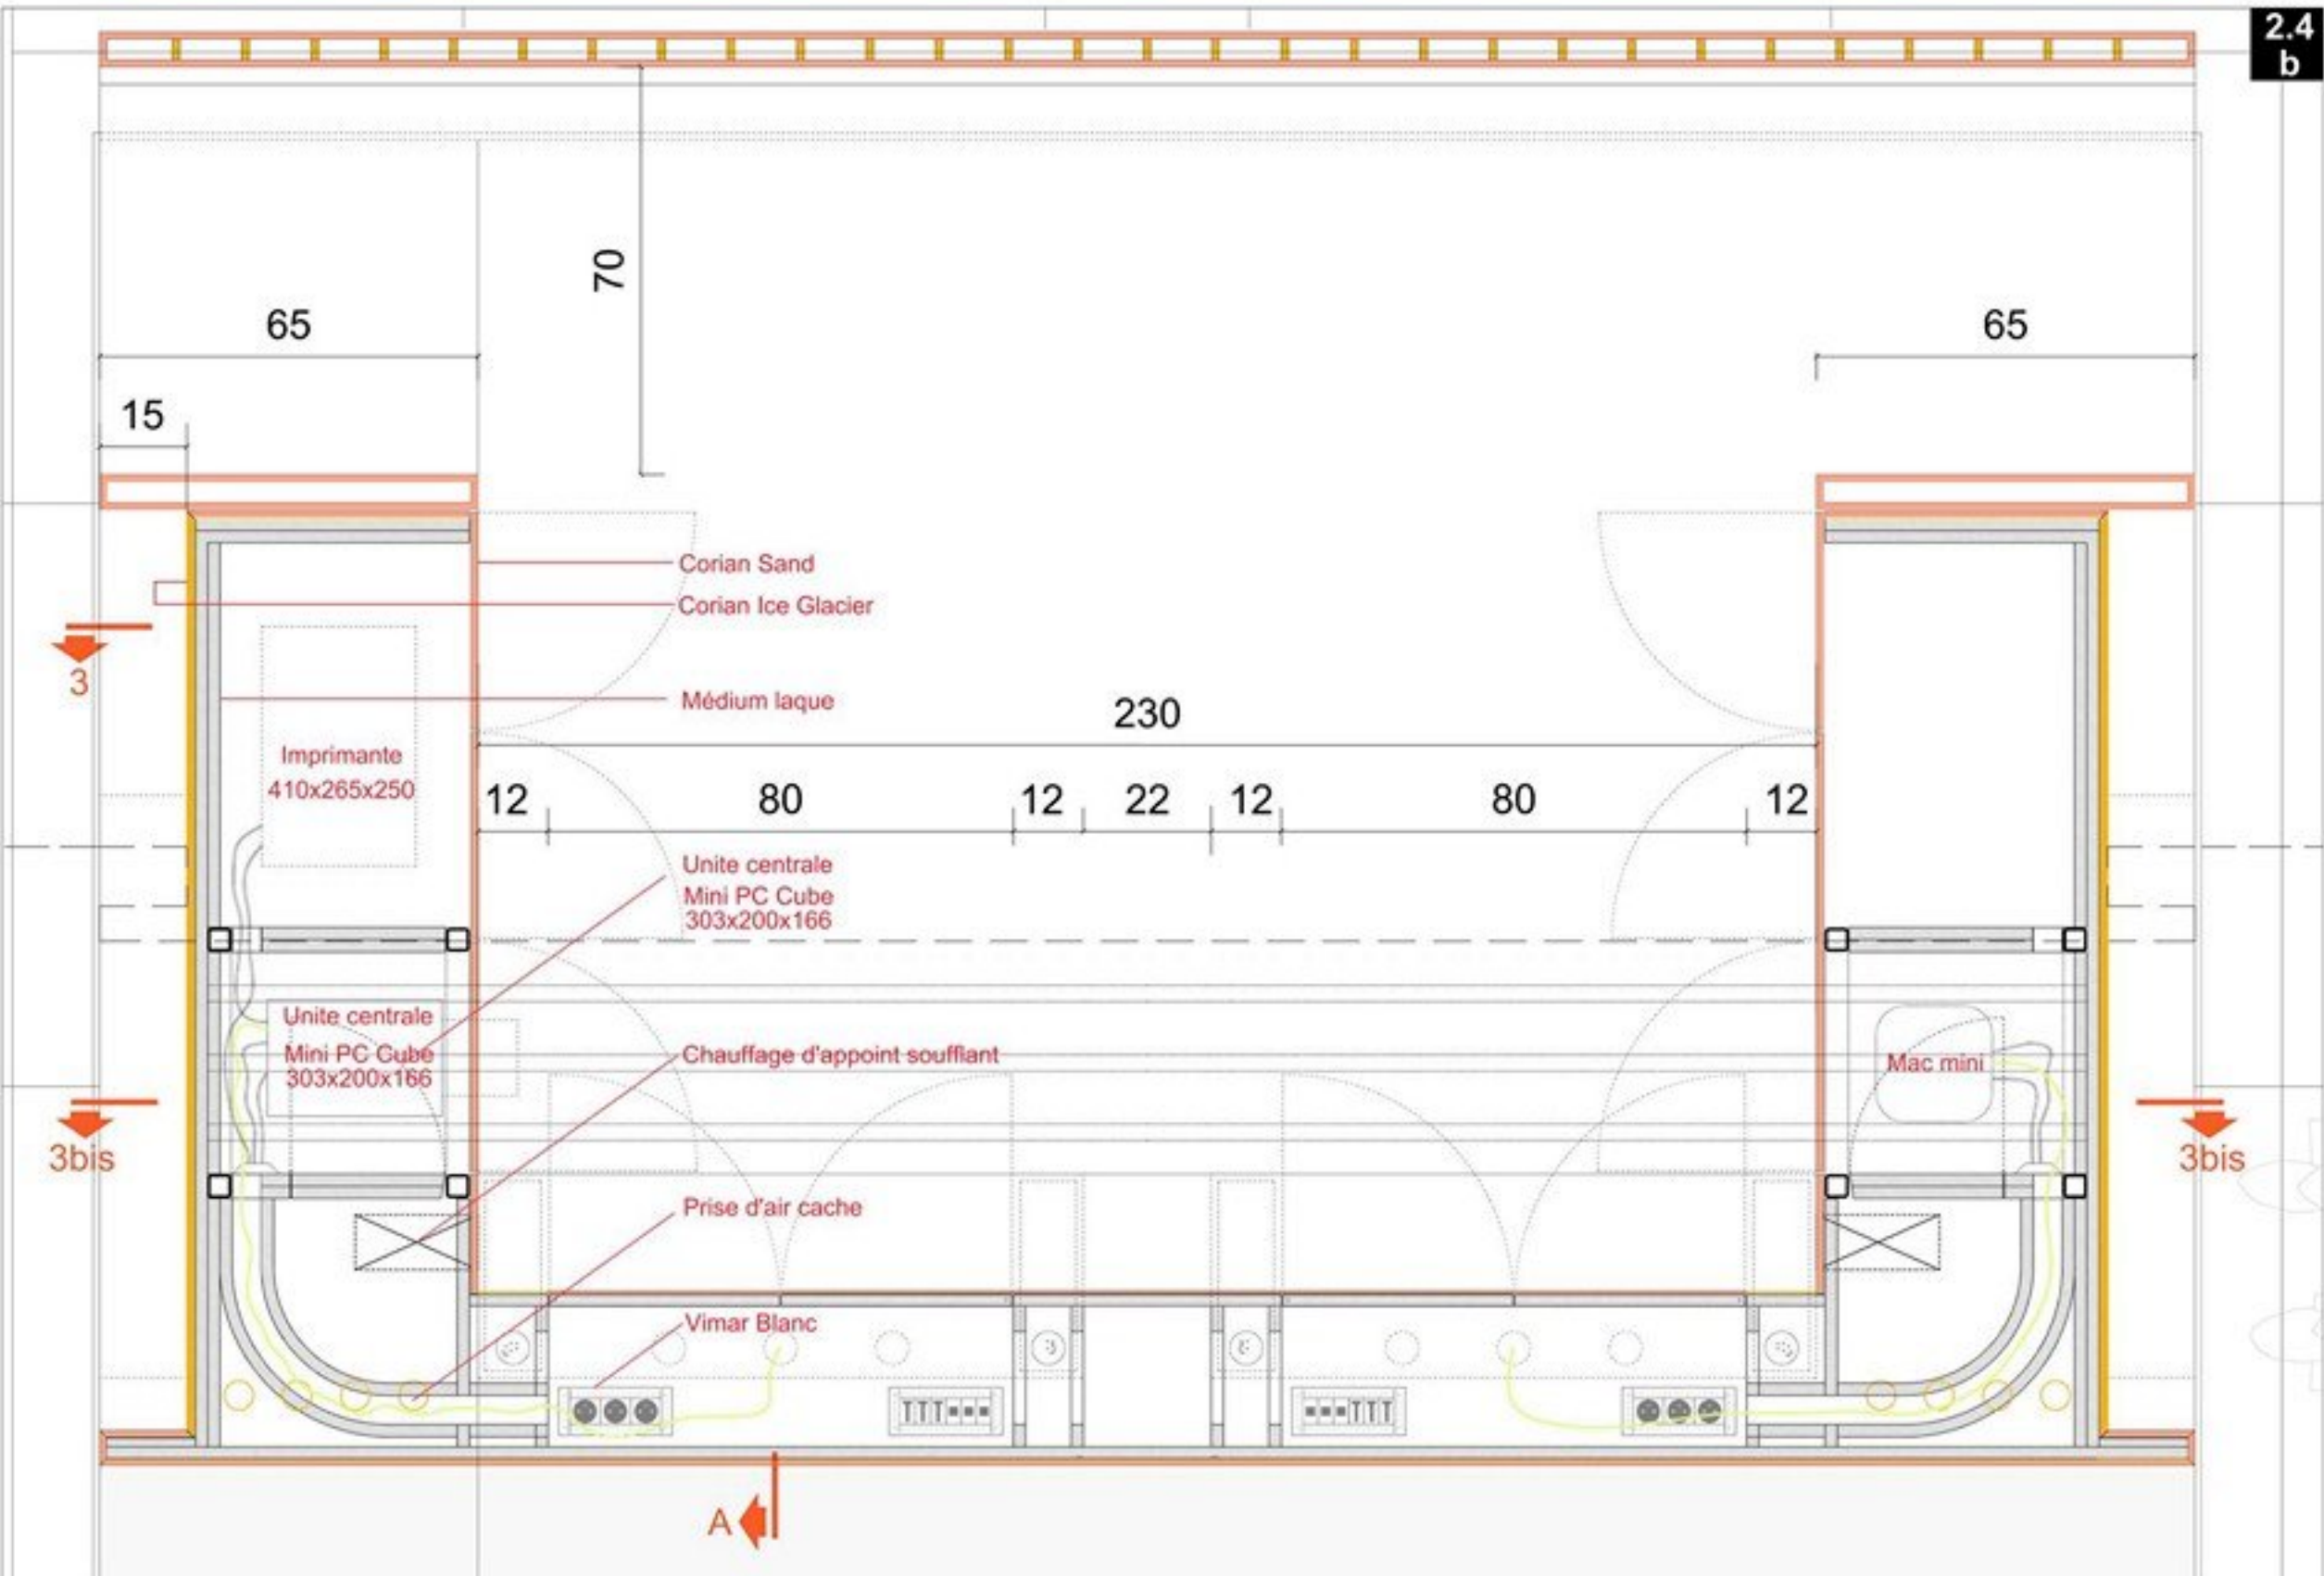 2.4
b
70
65
65
15
Corian Sand
Corian Ice Glacier
3
Médium laque
230
Imprimante
410x265x250
12
80
12
22
12
80
12
Unite centrale
Mini PC Cube
303x200x166
Unite centrale
Mini PC Cube
303x200x166
Chauffage d'appoint soufflant
Mac mini
3bis
3bis
Prise d'air cache
Vimar Blanc
A